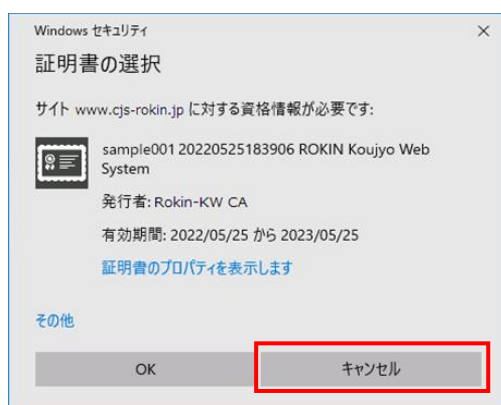 Windows セキュリティ
証明書の選択
サイト www.cjs-rokin.jp に対する資格情報が必要です:
sample001 20220525183906 ROKIN Koujyo Web
System
発行者: Rokin-KW CA
有効期間: 2022/05/25 から 2023/05/25
証明書のプロパティを表示します
その他
OK
キャンセル